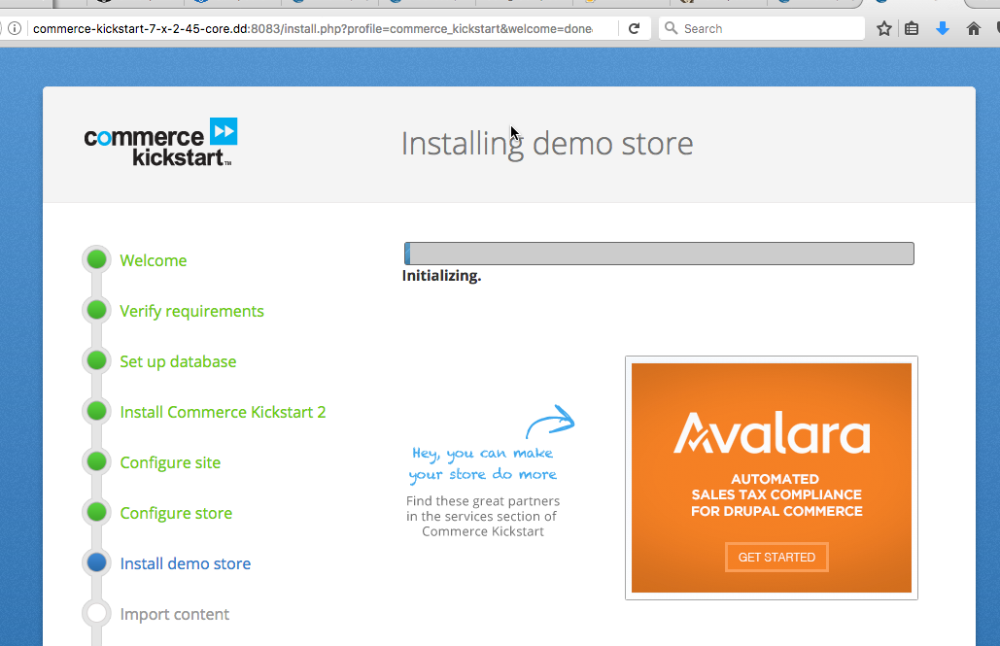 commerce-kickstart-7-x-2-45-core.dd:8083/install.php?profile=commerce_kickstart&welcome=done
Search
commerce
kickstart™
Installing demo store
Welcome
Verify requirements
Set up database
Install Commerce Kickstart 2
Configure site
Configure store
Install demo store
Import content
Initializing.
Hey, you can make
your store do more
Find these great partners
in the services section of
Commerce Kickstart
Avalara
AUTOMATED
SALES TAX COMPLIANCE
FOR DRUPAL COMMERCE
GET STARTED